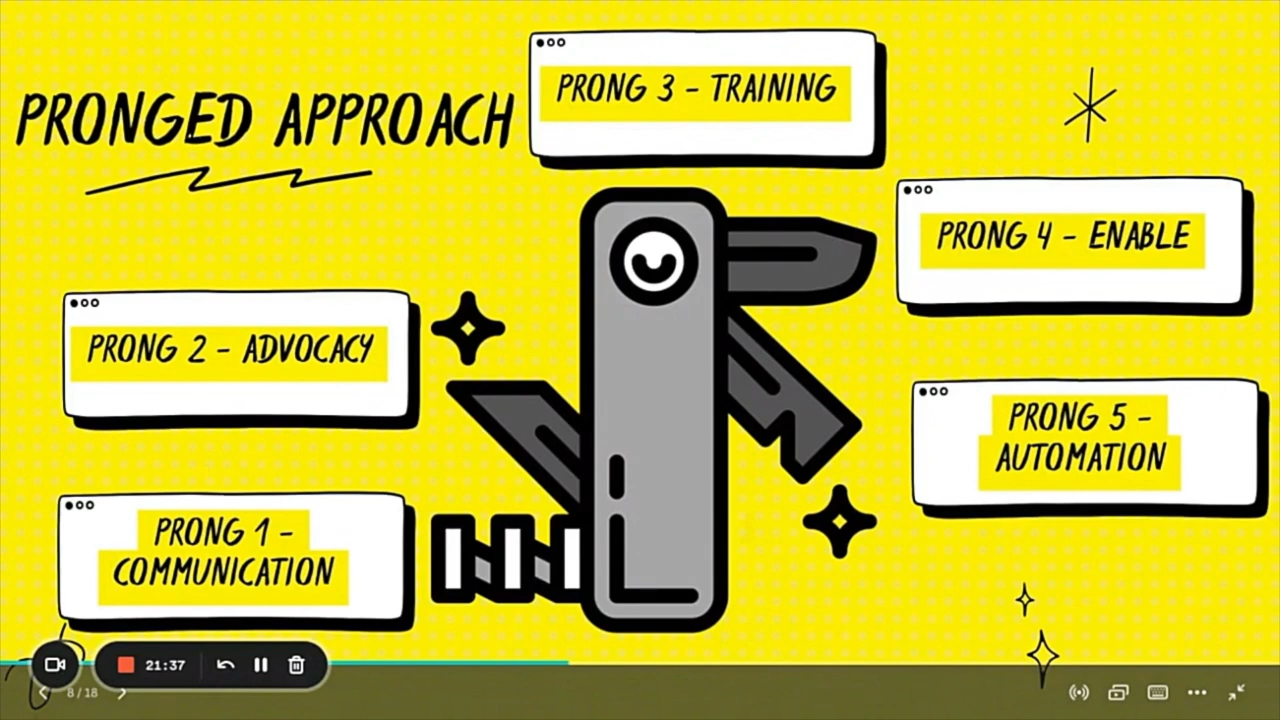 PRONGED APPROACH
PRONG 3 - TRAINING
PRONG 4 - ENABLE
PRONG 2 - ADVOCACY
PRONG 5 -
AUTOMATION
PRONG 1 -
COMMUNICATION
21:37
8 / 18